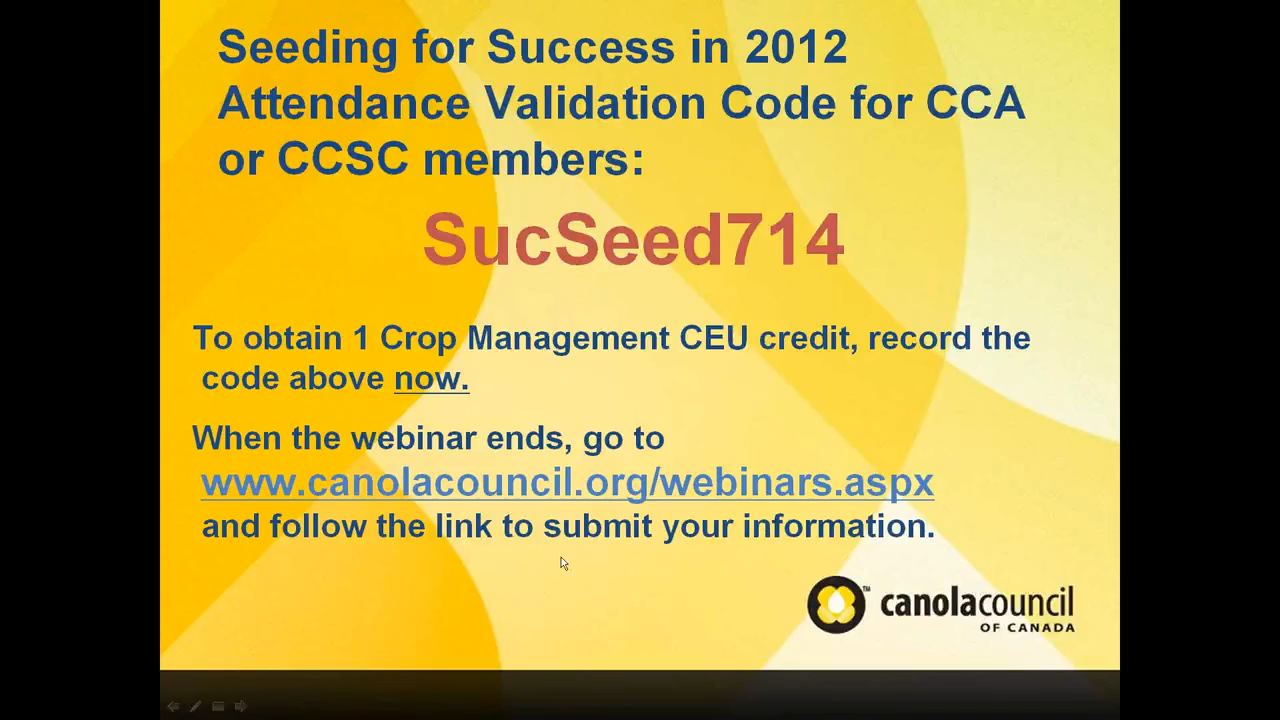 Seeding for Success in 2012
Attendance Validation Code for CCA
or CCSC members:
SucSeed714
To obtain 1 Crop Management CEU credit, record the
code above now.
When the webinar ends, go to
www.canolacouncil.org/webinars.aspx
and follow the link to submit your information.
canolacouncil
OF CANADA